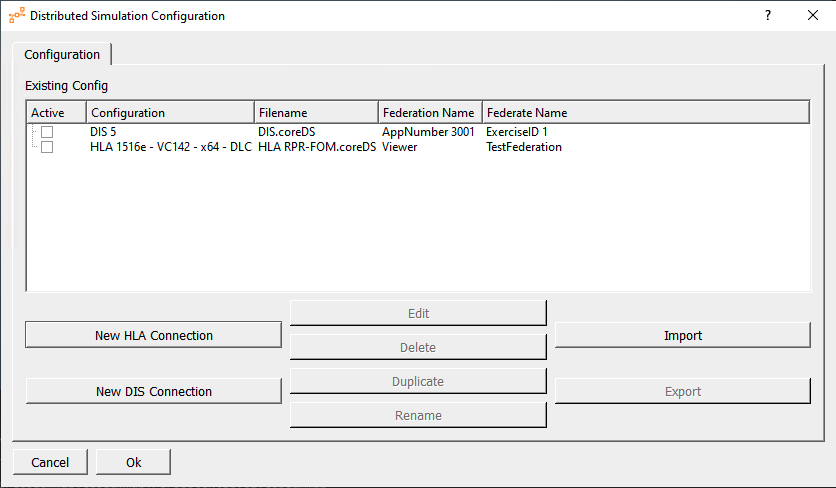 Distributed Simulation Configuration
?
Configuration
Existing Config
Active Configuration Filename Federation Name Federate Name
DIS 5 DIS.coreDS AppNumber 3001 ExerciseID 1
HLA 1516e - VC142 - x64 - DLC HLA RPR-FOM.coreDS Viewer TestFederation
Edit
New HLA Connection
Import
Delete
Duplicate
New DIS Connection
Export
Rename
Cancel Ok